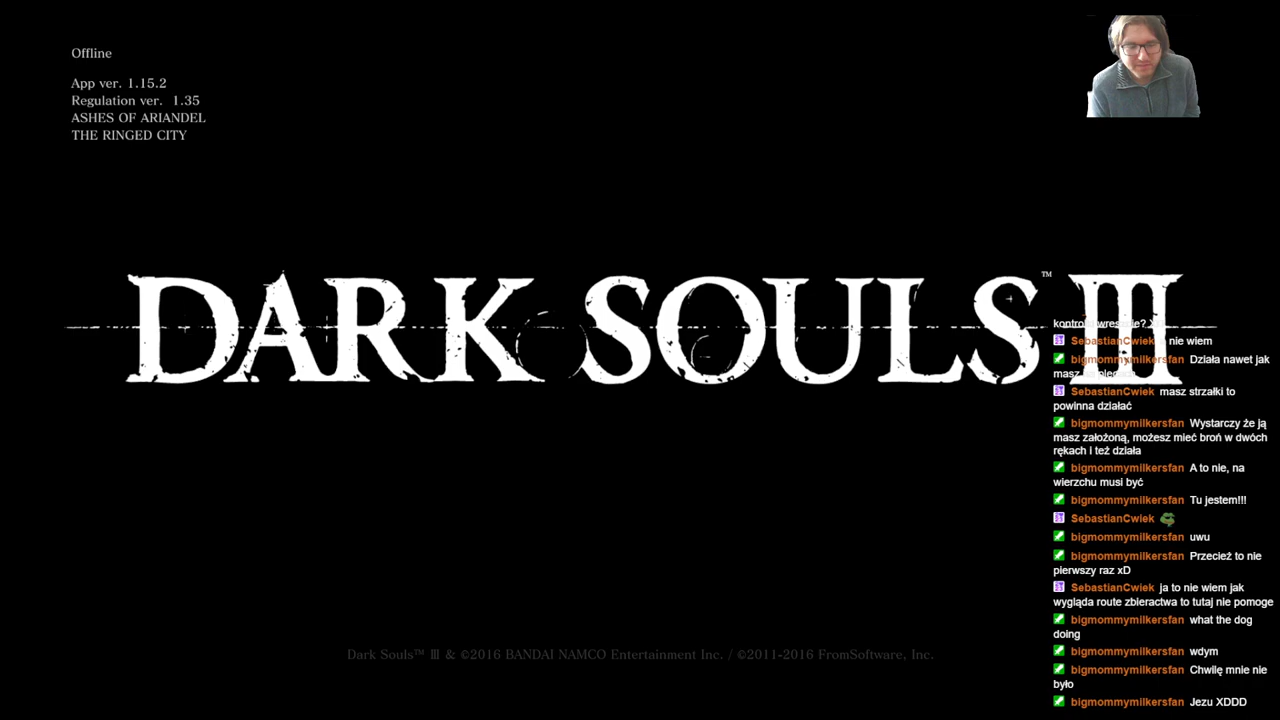 Offline
App ver. 1.15.2
Regulation ver. 1.35
ASHES OF ARIANDEL
THE RINGED CITY
DARK SOULS™ III
SebastianCwiek nie wiem
bigmommymilkersfan Działa nawet jak
masz
SebastianCwiek masz strzałki to
powinna działać
bigmommymilkersfan Wystarczy że ją
masz założoną, możesz mieć broń w dwóch
rękach i też działa
bigmommymilkersfan A to nie, na
wierzchu musi być
bigmommymilkersfan Tu jestem!!!
SebastianCwiek
bigmommymilkersfan uwu
bigmommymilkersfan Przecież to nie
pierwszy raz xD
SebastianCwiek ja to nie wiem jak
wygląda route zbieractwa to tutaj nie pomoge
bigmommymilkersfan what the dog
doing
bigmommymilkersfan wdym
bigmommymilkersfan Chwilę mnie nie
było
bigmommymilkersfan Jezu XDDD
Dark Souls™ III & ©2016 BANDAI NAMCO Entertainment Inc. / ©2011-2016 FromSoftware, Inc.